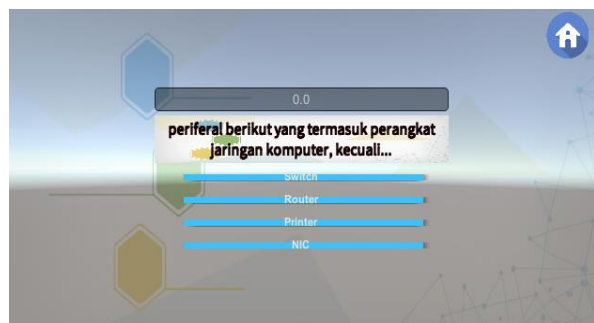 0.0
periferal berikut yang termasuk perangkat
jaringan komputer, kecuali...
Switch
Router
Printer
NIC